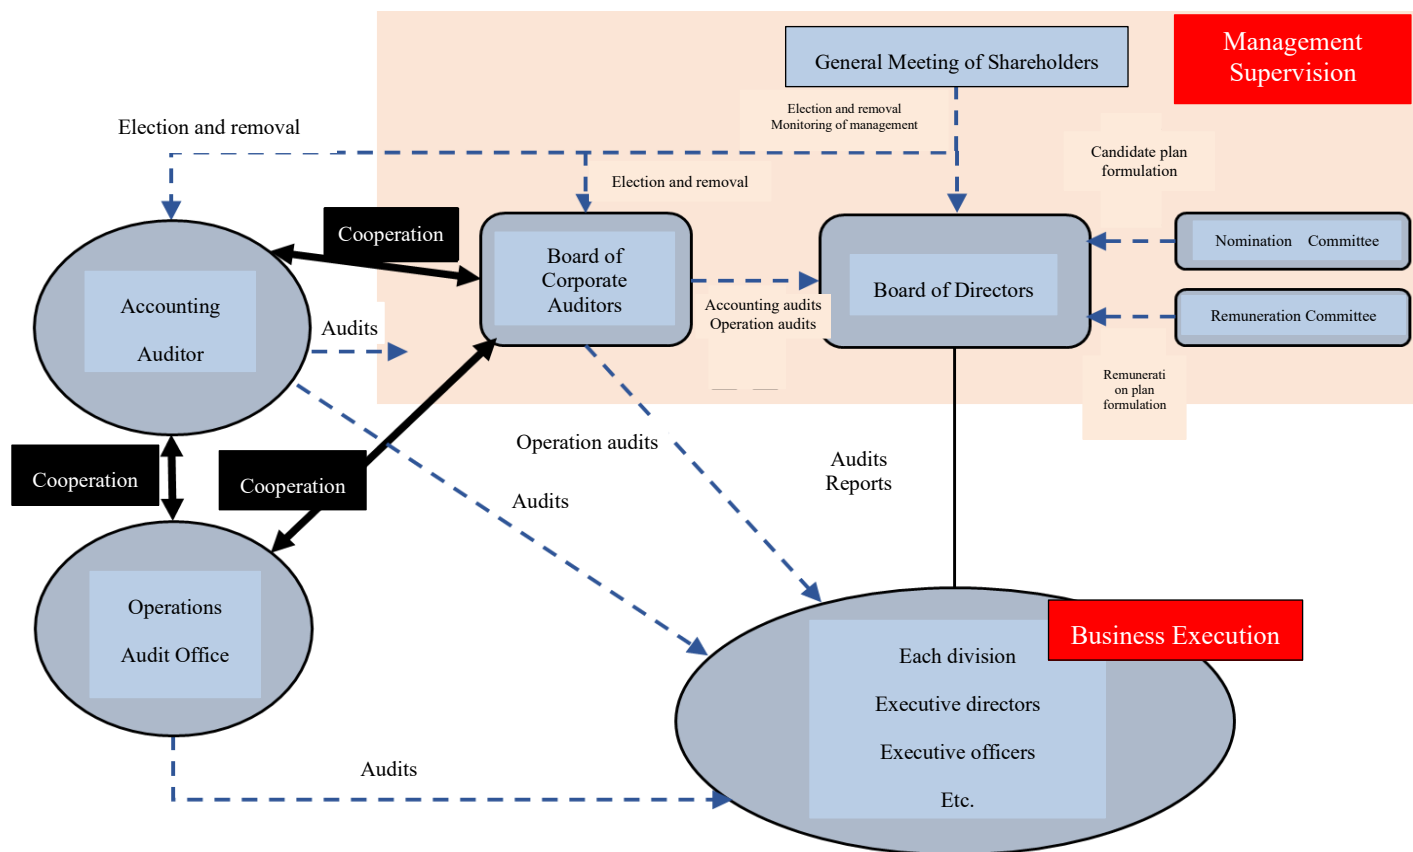 Management
Supervision
General Meeting of Shareholders
Election and removal
Monitoring of management
Election and removal
Candidate plan
formulation
Election and removal
Cooperation
Nomination Committee
Board of
Corporate
Auditors
Board of Directors
Accounting
Auditor
Accounting audits
Operation audits
Remuneration Committee
Audits
Remunerati
on plan
formulation
Operation audits
Audits
Reports
Cooperation
Cooperation
Audits
Operations
Audit Office
Business Execution
Each division
Executive directors
Executive officers
Etc.
Audits